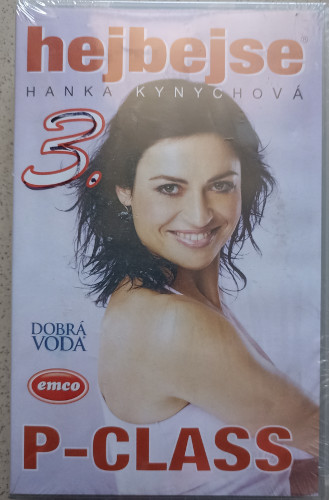 hejbejse
HANKA KYNYCHOVÁ
3.
DOBRÁ
VODA
emco
P-CLASS